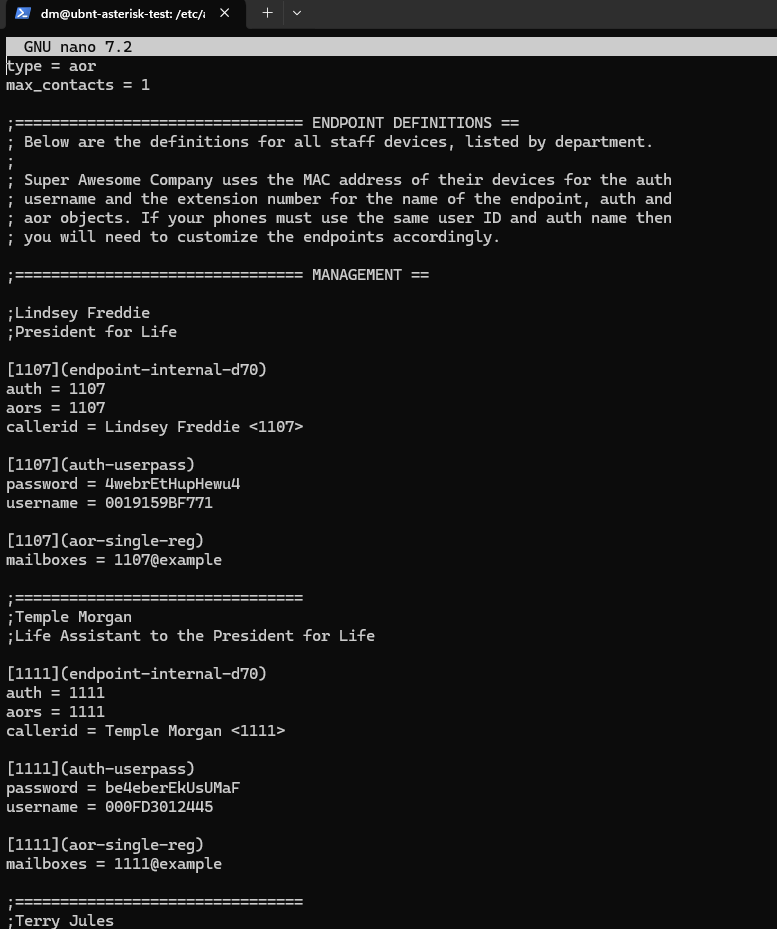 dm@ubnt-asterisk-test: /etc/a
GNU nano 7.2
type = aor
max_contacts = 1
;================================ ENDPOINT DEFINITIONS ==
; Below are the definitions for all staff devices, listed by department.
;
; Super Awesome Company uses the MAC address of their devices for the auth
; username and the extension number for the name of the endpoint, auth and
; aor objects. If your phones must use the same user ID and auth name then
; you will need to customize the endpoints accordingly.
;================================ MANAGEMENT ==
;Lindsey Freddie
;President for Life
[1107](endpoint-internal-d70)
auth = 1107
aors = 1107
callerid = Lindsey Freddie <1107>
[1107](auth-userpass)
password = 4webrEtHupHewu4
username = 0019159BF771
[1107](aor-single-reg)
mailboxes = 1107@example
;================================
;Temple Morgan
;Life Assistant to the President for Life
[1111](endpoint-internal-d70)
auth = 1111
aors = 1111
callerid = Temple Morgan <1111>
[1111](auth-userpass)
password = be4eberEkUsUMaF
username = 000FD3012445
[1111](aor-single-reg)
mailboxes = 1111@example
;================================
;Terry Jules